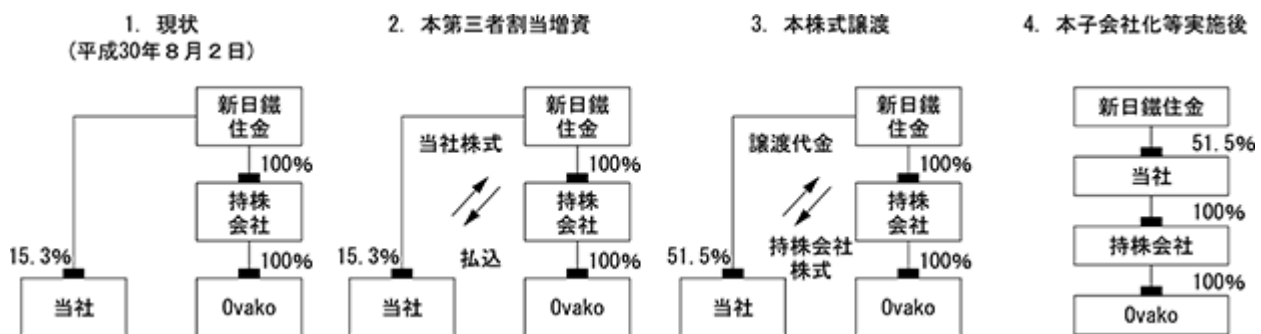 1. 現状
(平成30年8月2日)
新日鐵
住金
100%
持株
会社
15.3%
100%
当社
Ovako
2. 本第三者割当増資
新日鐵
住金
当社株式
100%
持株
会社
15.3%
払込
100%
当社
Ovako
3. 本株式譲渡
新日鐵
住金
譲渡代金
100%
持株
会社
51.5%
持株会社
株式
100%
当社
Ovako
4. 本子会社化等実施後
新日鐵住金
51.5%
当社
100%
持株会社
100%
Ovako